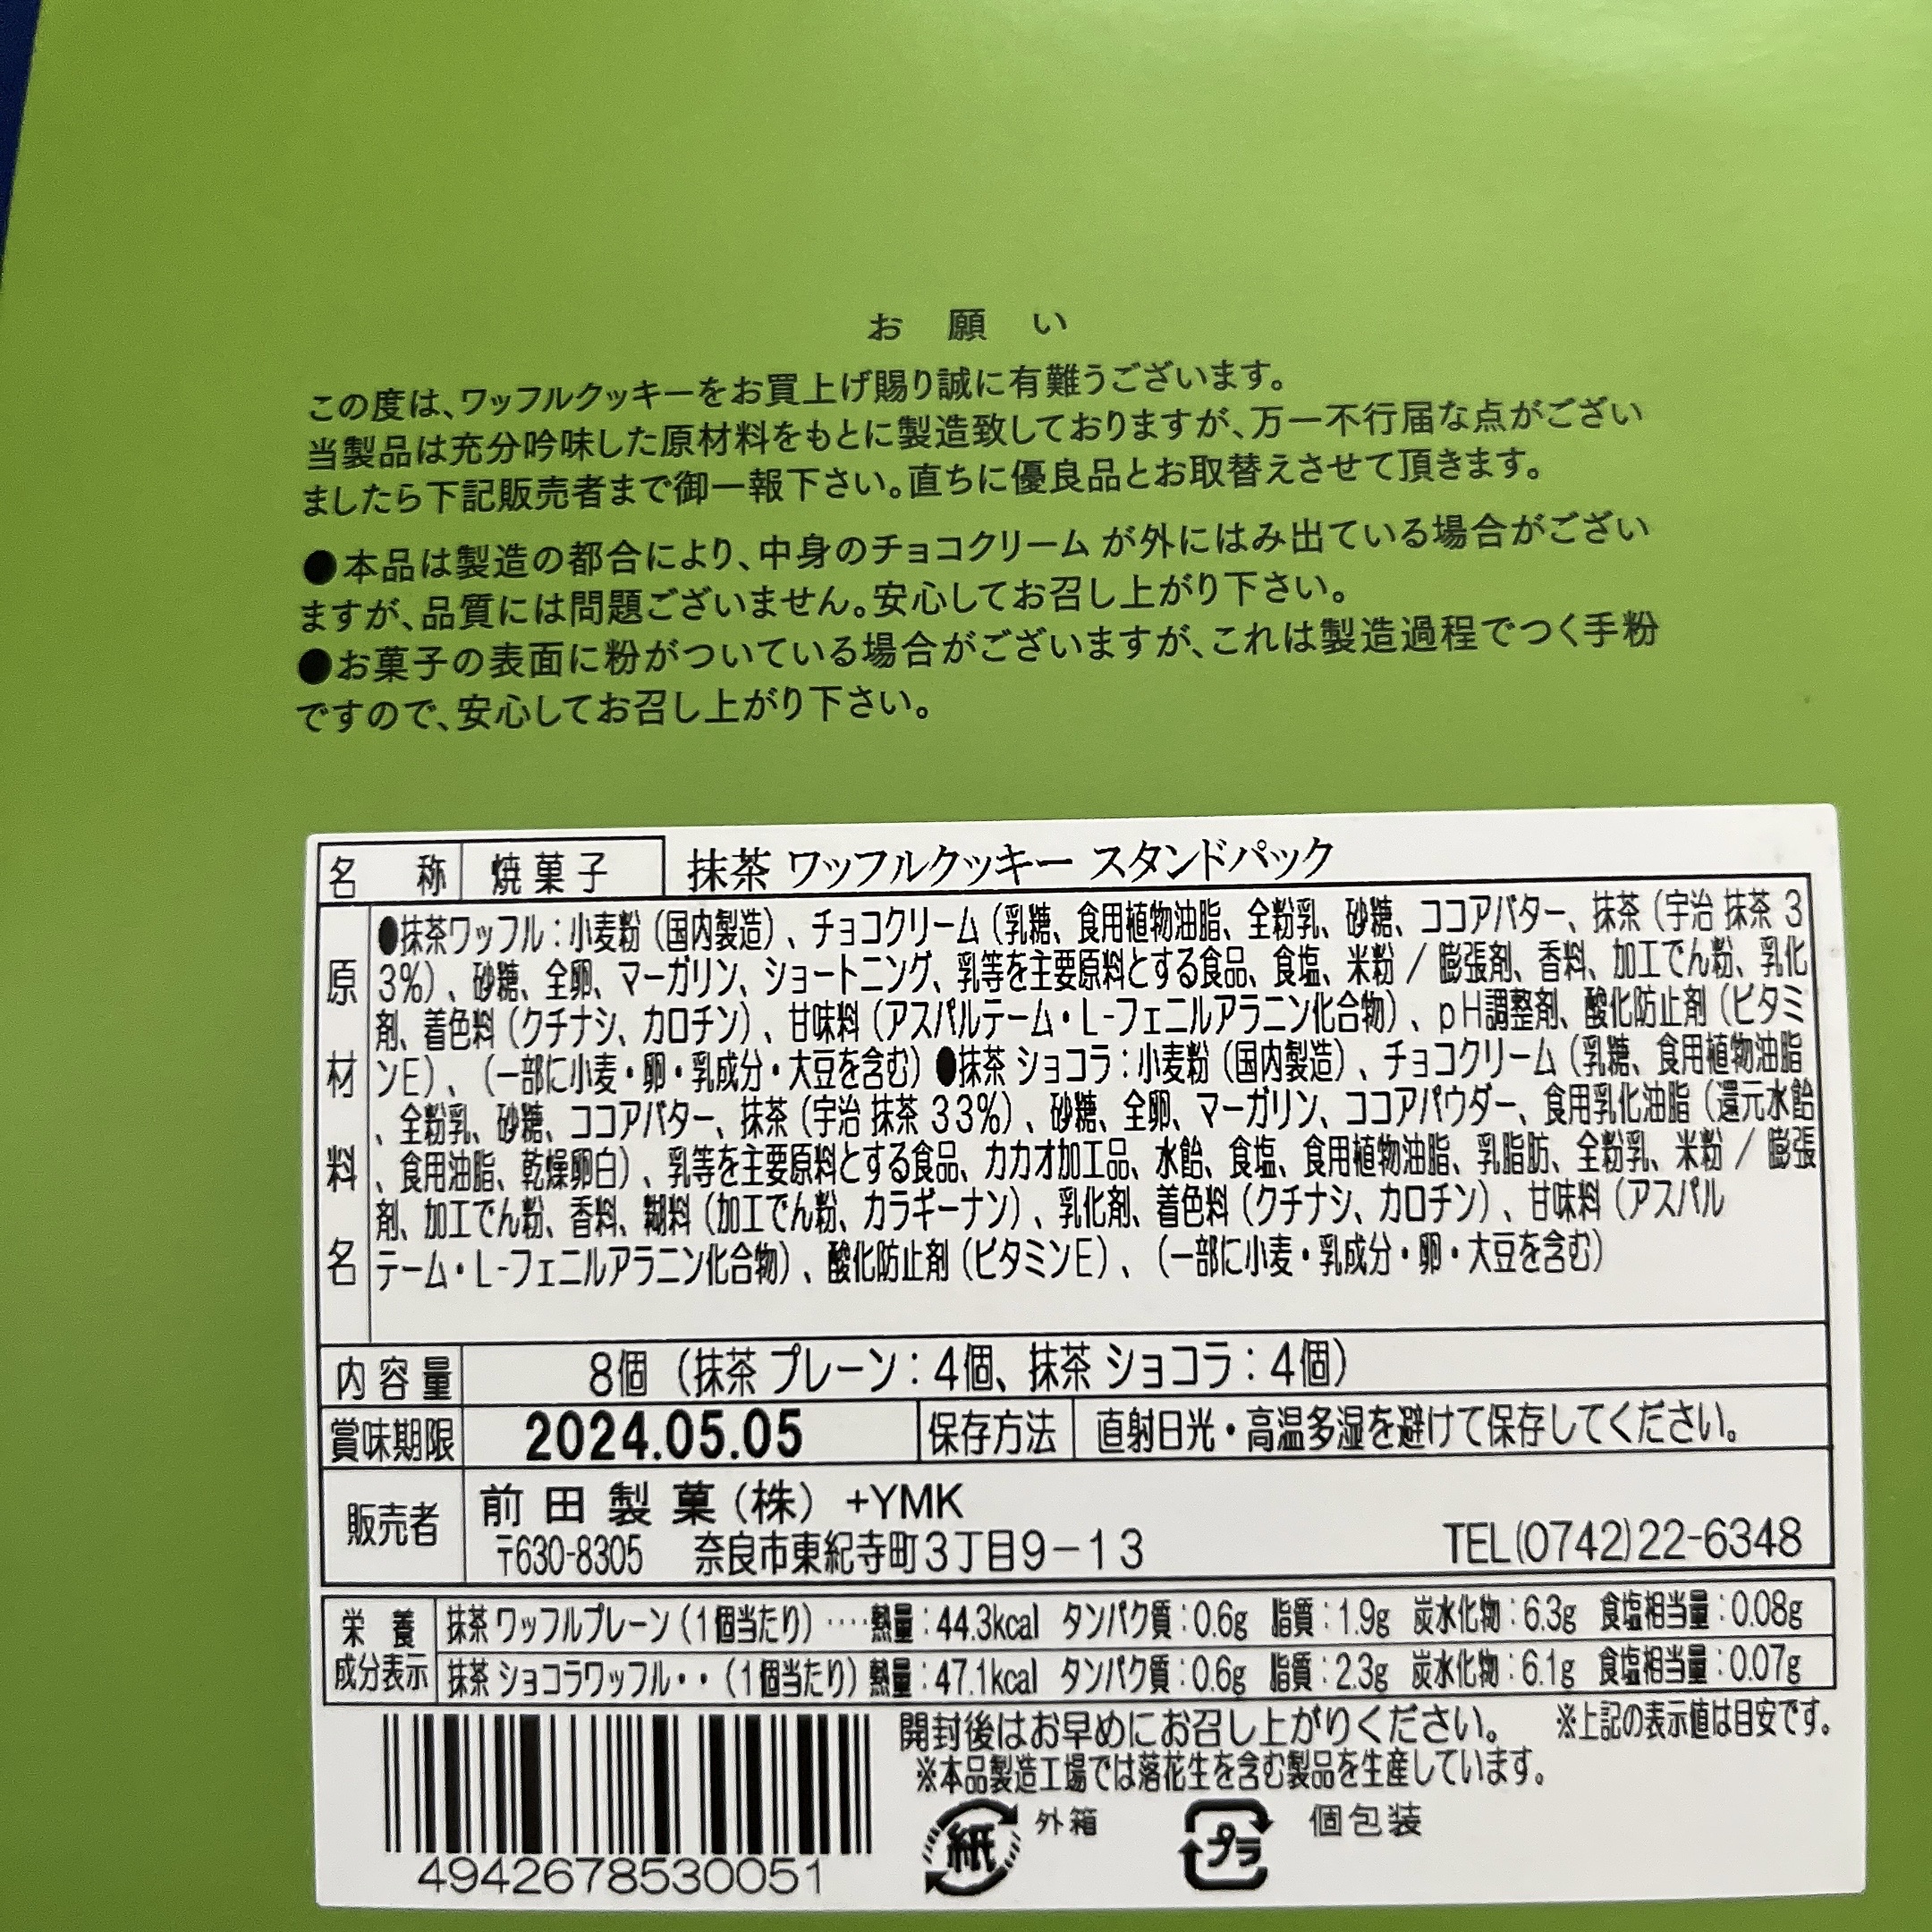 お願い
この度は、ワッフルクッキーをお買上げ賜り誠に有難うございます。
当製品は充分吟味した原材料をもとに製造致しておりますが、万一不行届な点がござい
ましたら下記販売者まで御一報下さい。直ちに優良品とお取替えさせて頂きます。
●本品は製造の都合により、中身のチョコクリームが外にはみ出ている場合がござい
ますが、品質には問題ございません。安心してお召し上がり下さい。
●お菓子の表面に粉がついている場合がございますが、これは製造過程でつく手粉
ですので、安心してお召し上がり下さい。
名称 焼菓子 抹茶 ワッフルクッキー スタンドパック
原材料名
●抹茶ワッフル：小麦粉（国内製造）、チョコクリーム（乳糖、食用植物油脂、全粉乳、砂糖、ココアバター、抹茶（宇治 抹茶 3
3%）、砂糖、全卵、マーガリン、ショートニング、乳等を主要原料とする食品、食塩、米粉 / 膨張剤、香料、加工でん粉、乳化
剤、着色料（クチナシ、カロチン）、甘味料（アスパルテーム・L-フェニルアラニン化合物）、pH調整剤、酸化防止剤（ビタミ
ンE）、（一部に小麦・卵・乳成分・大豆を含む）●抹茶 ショコラ：小麦粉（国内製造）、チョコクリーム（乳糖、食用植物油脂
、全粉乳、砂糖、ココアバター、抹茶（宇治 抹茶 33%）、砂糖、全卵、マーガリン、ココアパウダー、食用乳化油脂（還元水飴
、食用油脂、乾燥卵白）、乳等を主要原料とする食品、カカオ加工品、水飴、食塩、食用植物油脂、乳脂肪、全粉乳、米粉 / 膨張
剤、加工でん粉、香料、糊料（加工でん粉、カラギーナン）、乳化剤、着色料（クチナシ、カロチン）、甘味料（アスパル
テーム・L-フェニルアラニン化合物）、酸化防止剤（ビタミンE）、（一部に小麦・乳成分・卵・大豆を含む）
内容量 8個（抹茶 プレーン：4個、抹茶 ショコラ：4個）
賞味期限 2024.05.05 保存方法 直射日光・高温多湿を避けて保存してください。
販売者 前田製菓（株） +YMK
〒630-8305 奈良市東紀寺町3丁目9－13 TEL(0742)22-6348
栄養成分表示
抹茶 ワッフルプレーン（1個当たり）‥‥熱量：44.3kcal タンパク質：0.6g 脂質：1.9g 炭水化物：6.3g 食塩相当量：0.08g
抹茶 ショコラワッフル・・（1個当たり）熱量：47.1kcal タンパク質：0.6g 脂質：2.3g 炭水化物：6.1g 食塩相当量：0.07g
開封後はお早めにお召し上がりください。 ※上記の表示値は目安です。
※本品製造工場では落花生を含む製品を生産しています。
紙 外箱 プラ 個包装
4942678530051